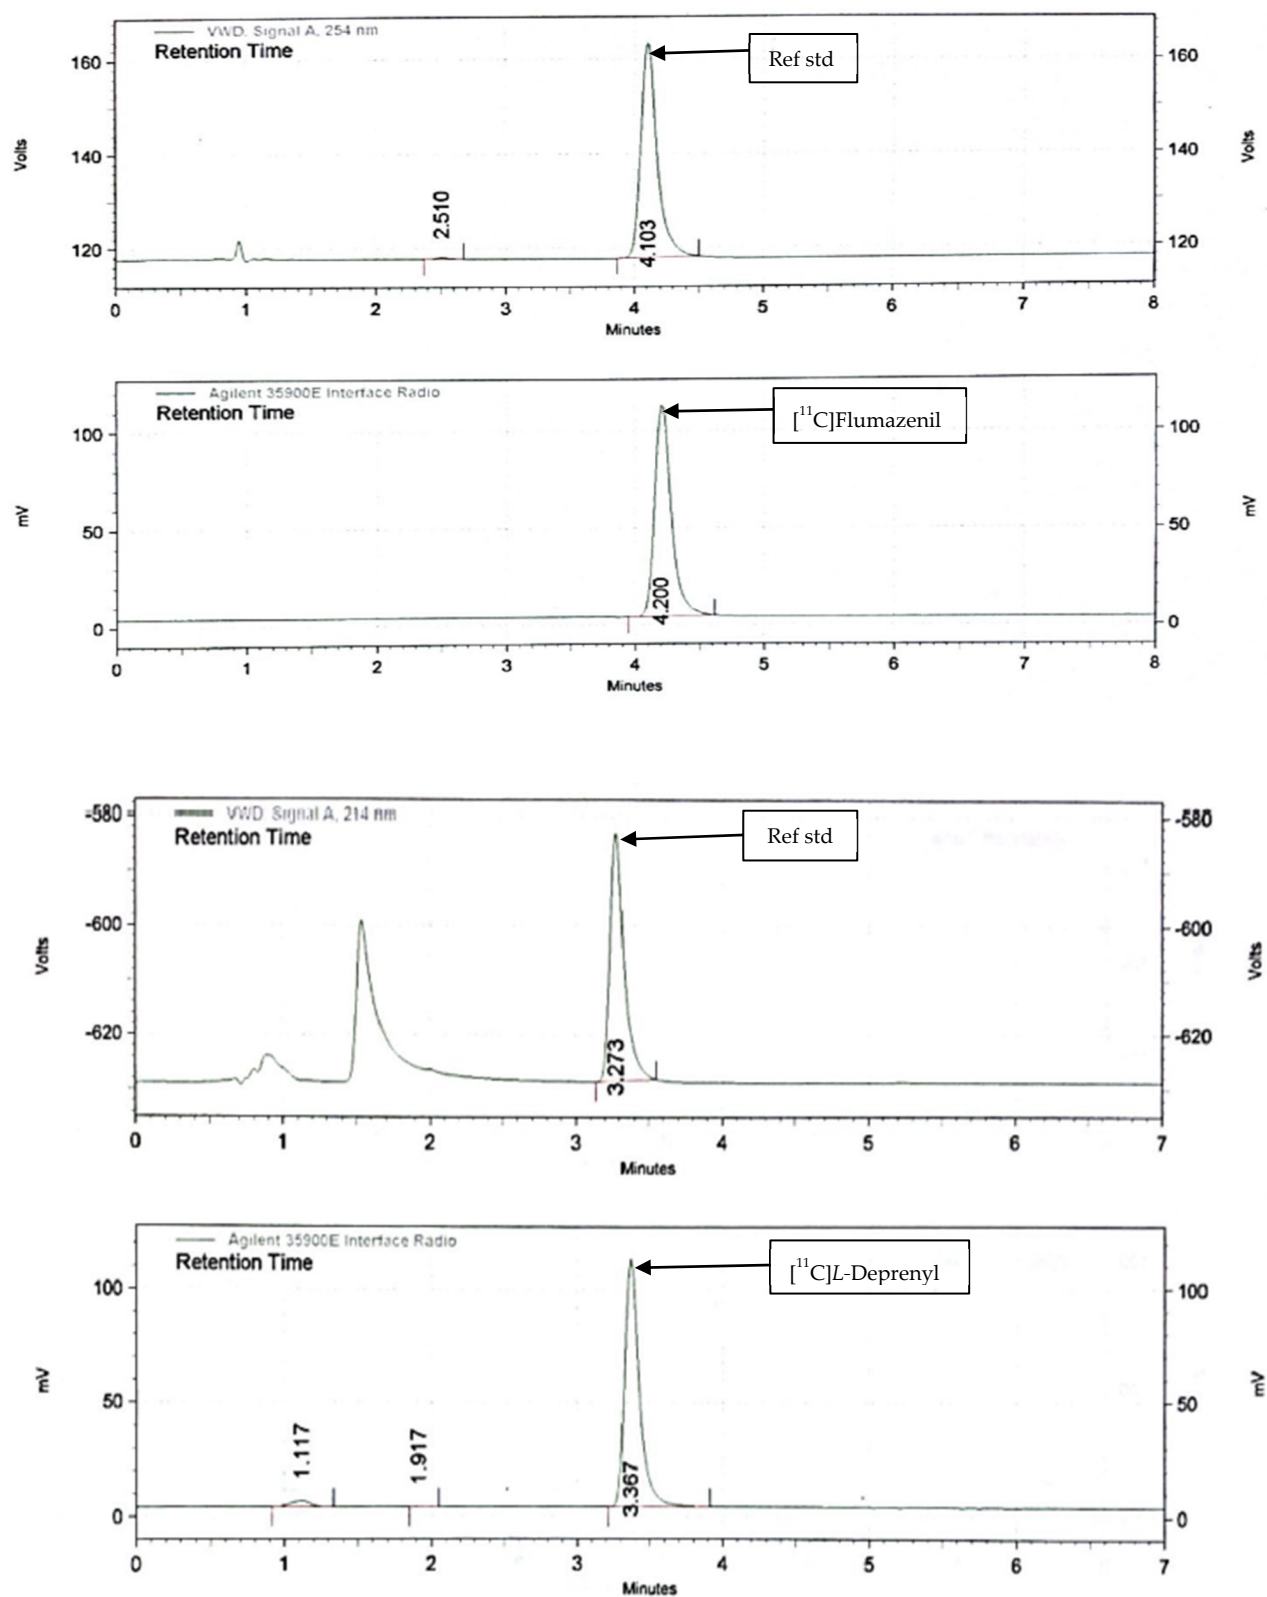 VWD. Signal A, 254 nm
Retention Time
Ref std
160 160
140 140
120 120
Volts Volts
2.510
4.103
0 1 2 3 4 5 6 7 8
Minutes
Agilent 35900E Interface Radio
Retention Time
[11C]Flumazenil
100 100
50 50
0 0
mV mV
4.200
0 1 2 3 4 5 6 7 8
Minutes
-580 -580
VWD. Signal A, 214 nm
Retention Time
Ref std
-600 -600
-620 -620
Volts Volts
3.273
0 1 2 3 4 5 6 7
Minutes
Agilent 35900E Interface Radio
Retention Time
[11C]L-Deprenyl
100 100
50 50
0 0
mV mV
1.117
1.917
3.367
0 1 2 3 4 5 6 7
Minutes